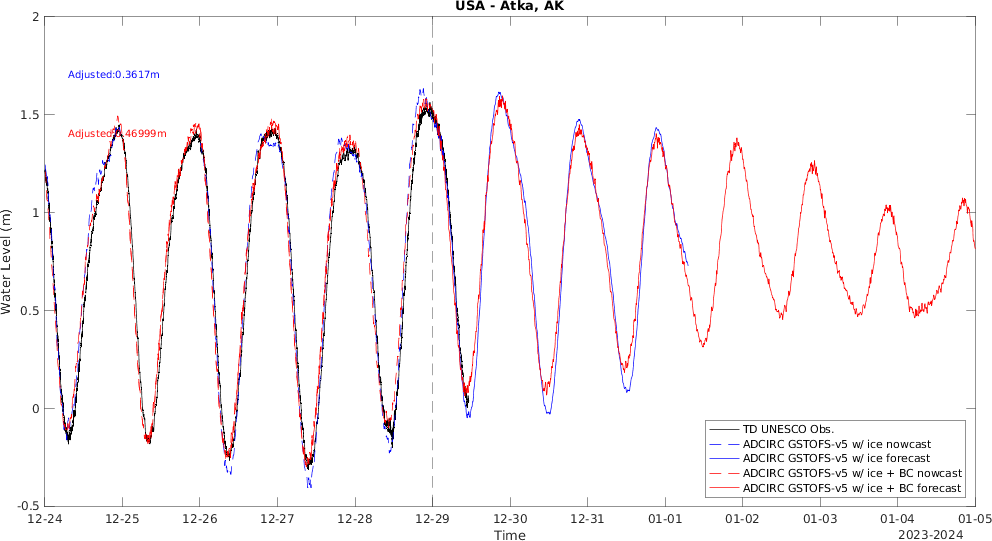 USA - Atka, AK
2
1.5
1
0.5
0
-0.5
Water Level (m)
Adjusted:0.3617m
Adjusted:0.46999m
TD UNESCO Obs.
ADCIRC GSTOFS-v5 w/ ice nowcast
ADCIRC GSTOFS-v5 w/ ice forecast
ADCIRC GSTOFS-v5 w/ ice + BC nowcast
ADCIRC GSTOFS-v5 w/ ice + BC forecast
12-24 12-25 12-26 12-27 12-28 12-29 12-30 12-31 01-01 01-02 01-03 01-04 01-05
Time
2023-2024